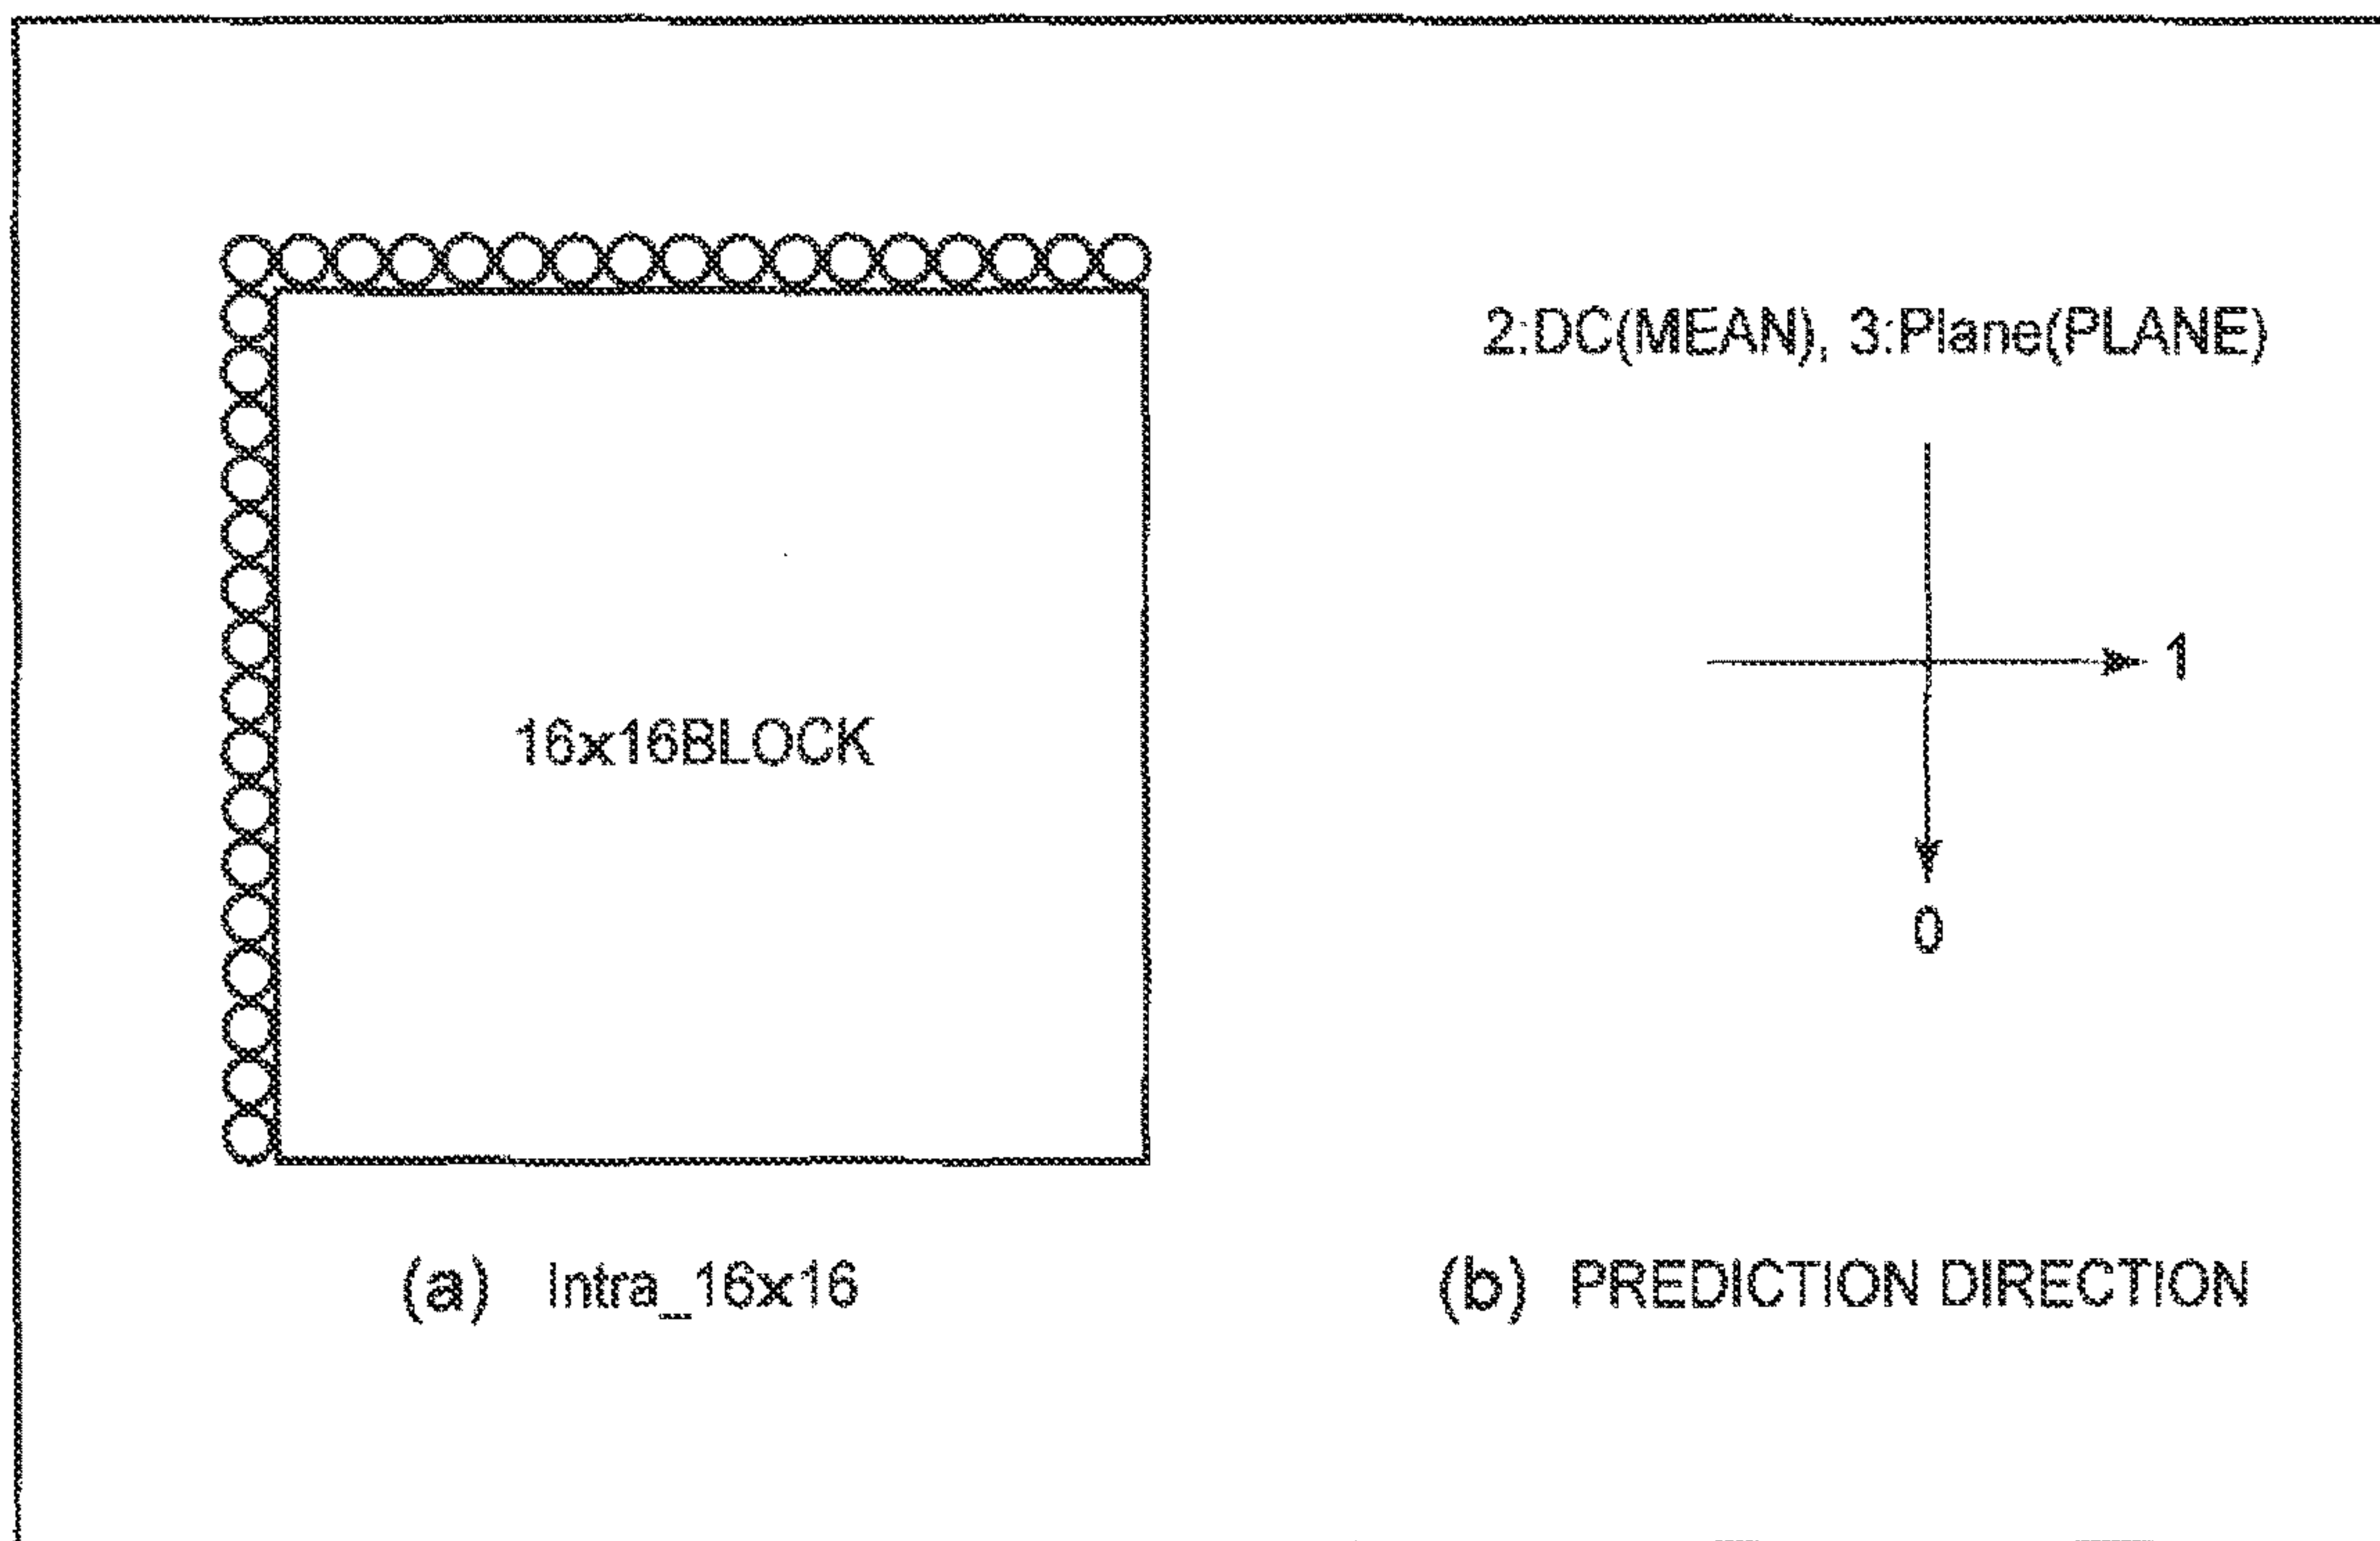 2:DC(MEAN), 3:Plane(PLANE)
1
16x16BLOCK
0
(a) Intra_16x16
(b) PREDICTION DIRECTION